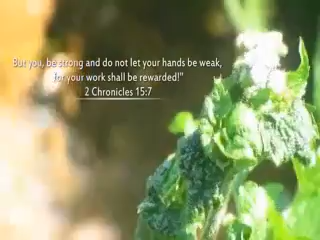 But you, be strong and do not let your hands be weak,
for your work shall be rewarded!"
2 Chronicles 15:7